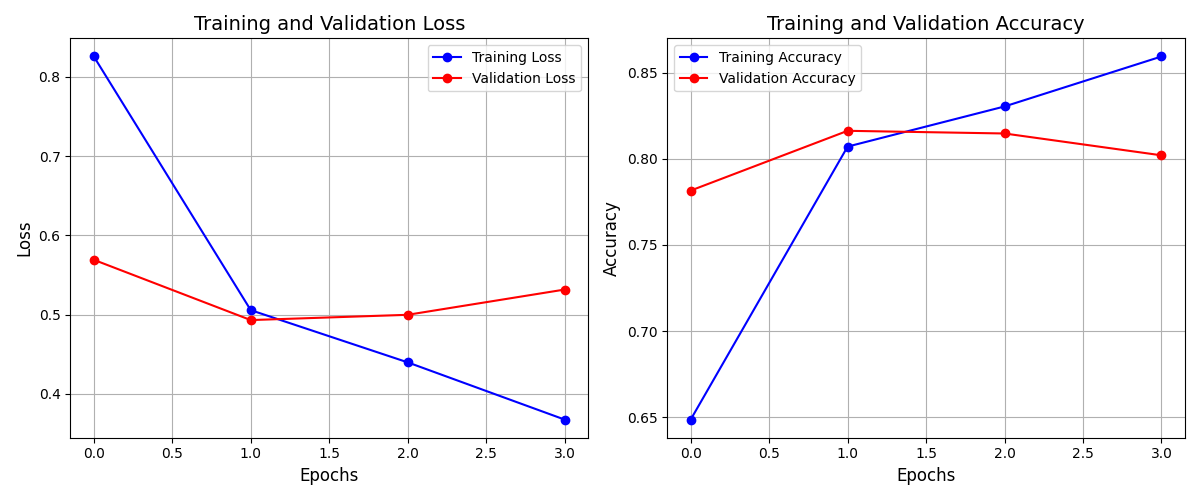 Training and Validation Loss
Training Loss
Validation Loss
0.8
0.7
0.6
0.5
0.4
Loss
0.0 0.5 1.0 1.5 2.0 2.5 3.0
Epochs
Training and Validation Accuracy
Training Accuracy
Validation Accuracy
0.85
0.80
0.75
0.70
0.65
Accuracy
0.0 0.5 1.0 1.5 2.0 2.5 3.0
Epochs